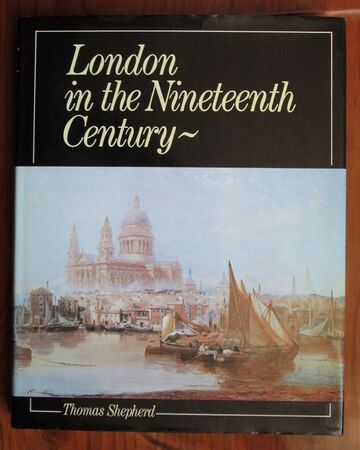 London
in the Nineteenth
Century~
Thomas Shepherd